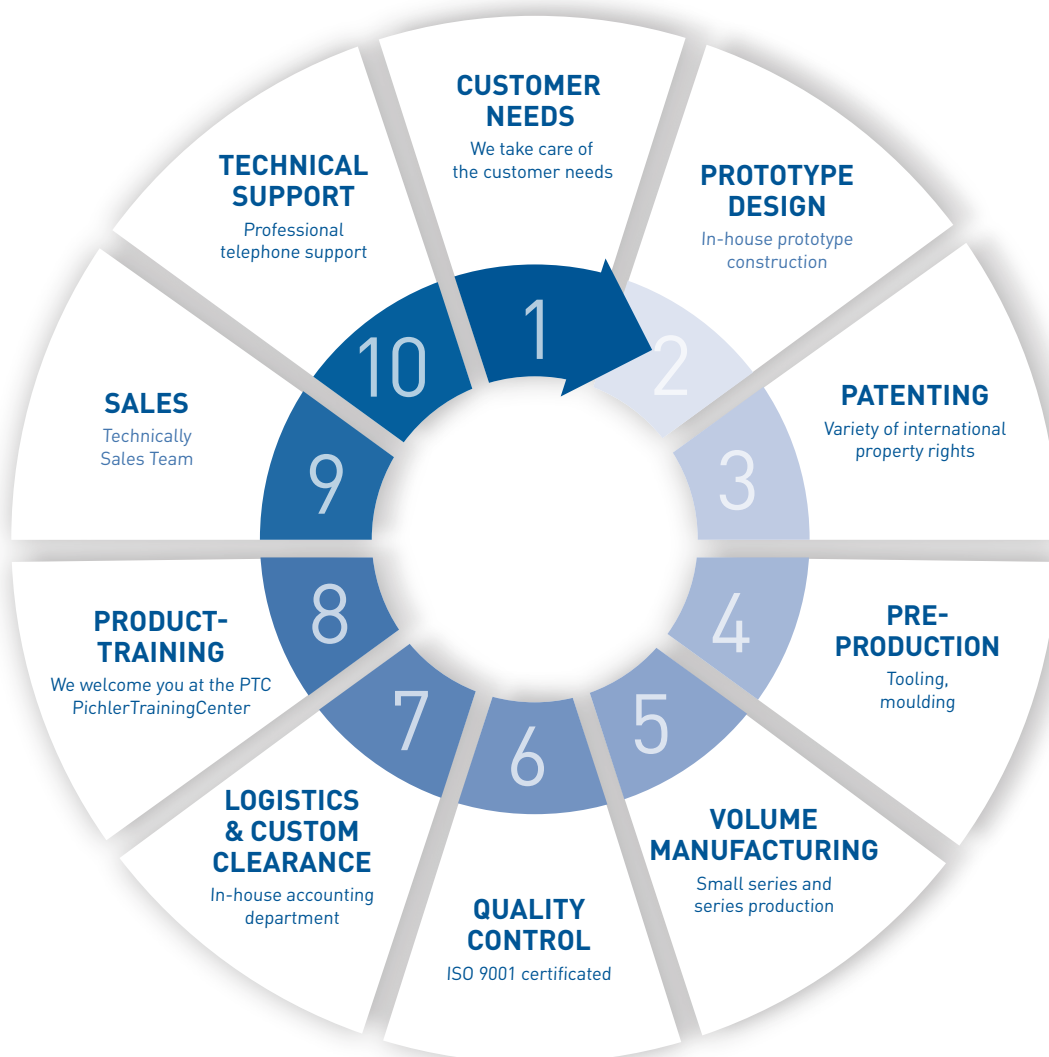 CUSTOMER
NEEDS
We take care of
the customer needs
1
PROTOTYPE
DESIGN
In-house prototype
construction
2
PATENTING
Variety of international
property rights
3
PRE-
PRODUCTION
Tooling,
moulding
4
VOLUME
MANUFACTURING
Small series and
series production
5
QUALITY
CONTROL
ISO 9001 certificated
6
LOGISTICS
& CUSTOM
CLEARANCE
In-house accounting
department
7
PRODUCT-
TRAINING
We welcome you at the PTC
PichlerTrainingCenter
8
SALES
Technically
Sales Team
9
TECHNICAL
SUPPORT
Professional
telephone support
10